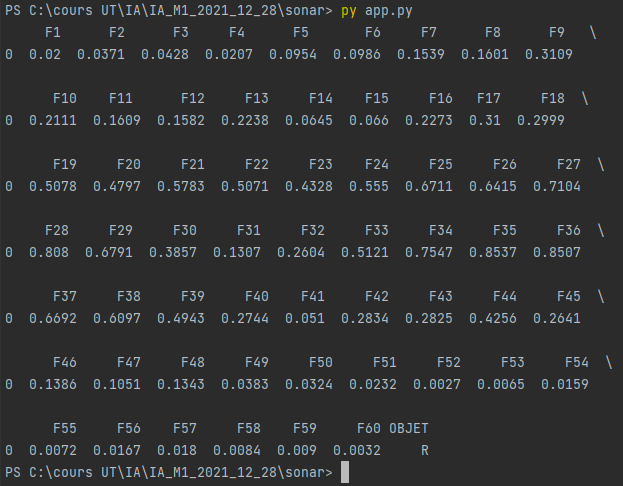 PS C:\cours UT\IA\IA_M1_2021_12_28\sonar> py app.py
F1 F2 F3 F4 F5 F6 F7 F8 F9 \
0 0.02 0.0371 0.0428 0.0207 0.0954 0.0986 0.1539 0.1601 0.3109
F10 F11 F12 F13 F14 F15 F16 F17 F18 \
0 0.2111 0.1609 0.1582 0.2238 0.0645 0.066 0.2273 0.31 0.2999
F19 F20 F21 F22 F23 F24 F25 F26 F27 \
0 0.5078 0.4797 0.5783 0.5071 0.4328 0.555 0.6711 0.6415 0.7104
F28 F29 F30 F31 F32 F33 F34 F35 F36 \
0 0.808 0.6791 0.3857 0.1307 0.2604 0.5121 0.7547 0.8537 0.8507
F37 F38 F39 F40 F41 F42 F43 F44 F45 \
0 0.6692 0.6097 0.4943 0.2744 0.051 0.2834 0.2825 0.4256 0.2641
F46 F47 F48 F49 F50 F51 F52 F53 F54 \
0 0.1386 0.1051 0.1343 0.0383 0.0324 0.0232 0.0027 0.0065 0.0159
F55 F56 F57 F58 F59 F60 OBJET
0 0.0072 0.0167 0.018 0.0084 0.009 0.0032 R
PS C:\cours UT\IA\IA_M1_2021_12_28\sonar>